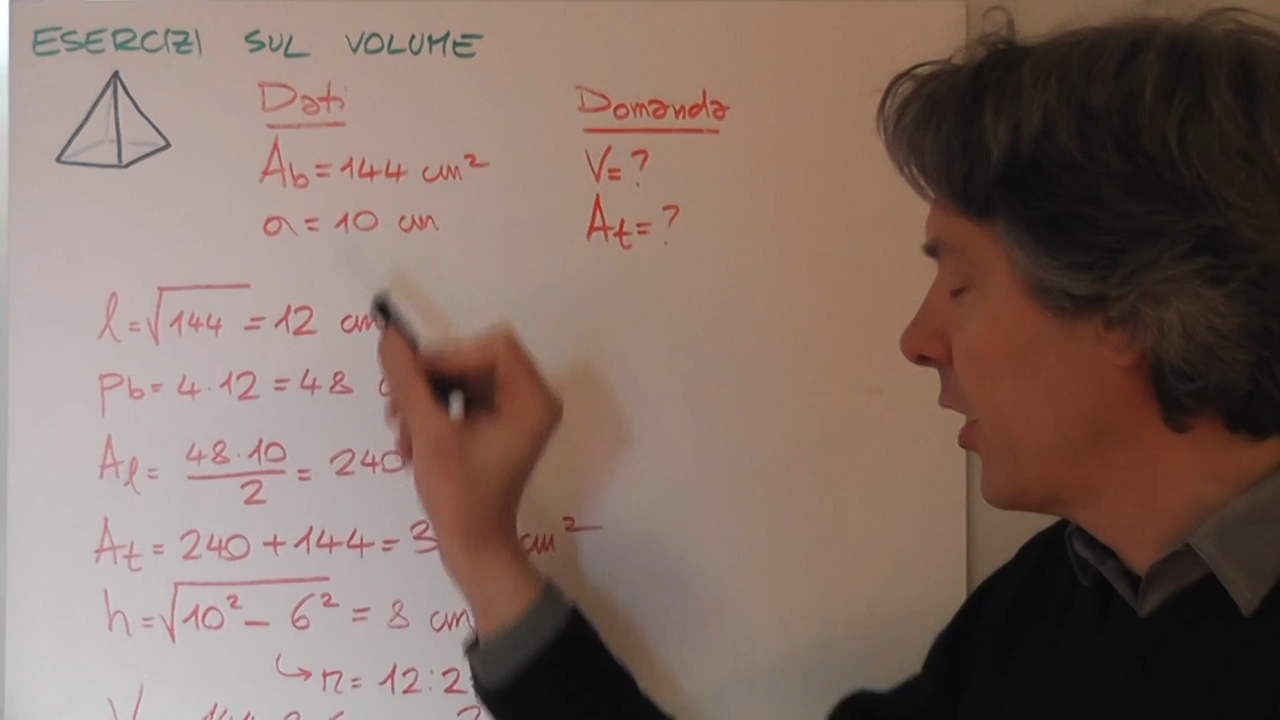 ESERCIZI SUL VOLUME
Dati
Domanda
Ab = 144 cm²
V = ?
a = 10 cm
At = ?
l = √144 = 12 cm
pb = 4 · 12 = 48
Al = 48 · 10 / 2 = 240
At = 240 + 144 = 3 cm²
h = √10² - 6² = 8 cm
↳ r = 12 : 2